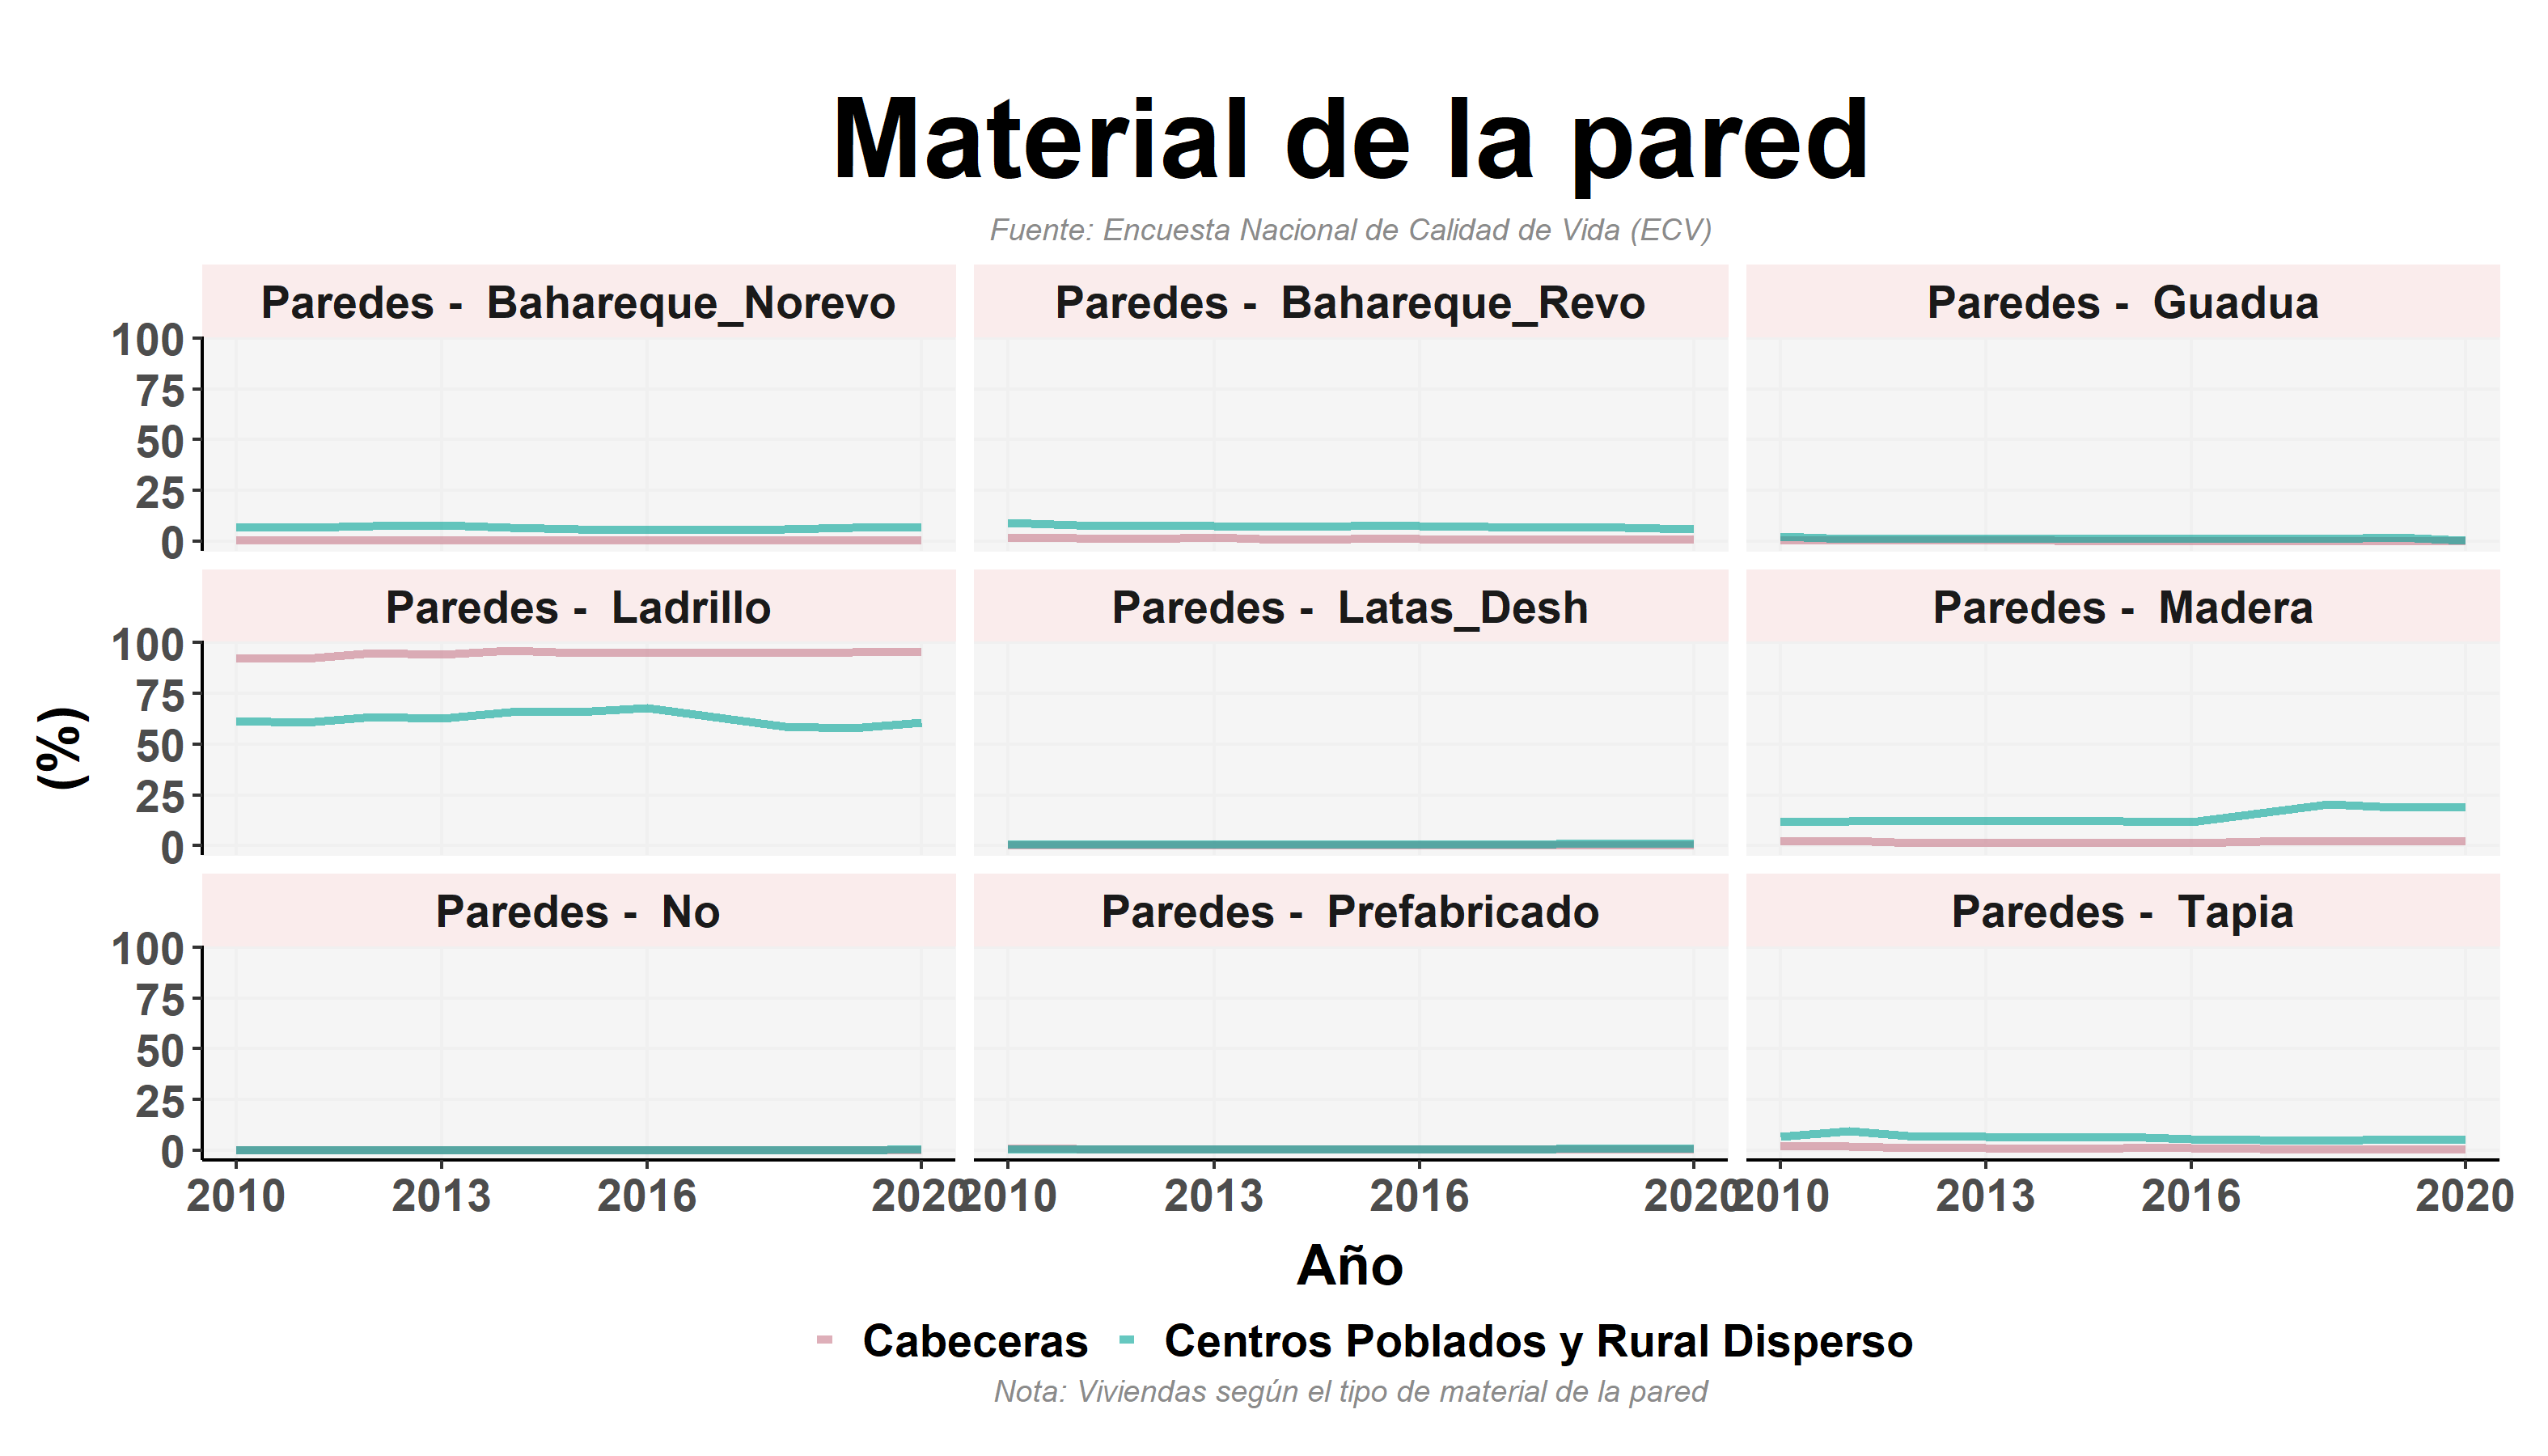 Material de la pared
Fuente: Encuesta Nacional de Calidad de Vida (ECV)
Paredes -  Bahareque_Norevo
Paredes -  Bahareque_Revo
Paredes -  Guadua
100
75
50
25
0
Paredes -  Ladrillo
Paredes -  Latas_Desh
Paredes -  Madera
100
75
50
25
0
(%)
Paredes -  No
Paredes -  Prefabricado
Paredes -  Tapia
100
75
50
25
0
2010 2013 2016 2020
2010 2013 2016 2020
2010 2013 2016 2020
Año
Cabeceras
Centros Poblados y Rural Disperso
Nota: Viviendas según el tipo de material de la pared